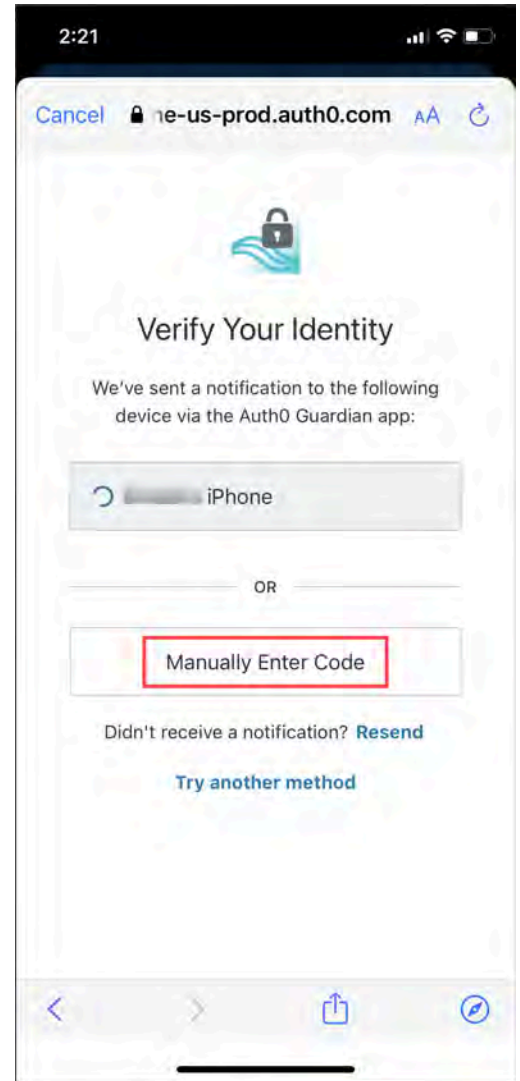 2:21
Cancel ne-us-prod.auth0.com AA
Verify Your Identity
We've sent a notification to the following
device via the Auth0 Guardian app:
iPhone
OR
Manually Enter Code
Didn't receive a notification? Resend
Try another method